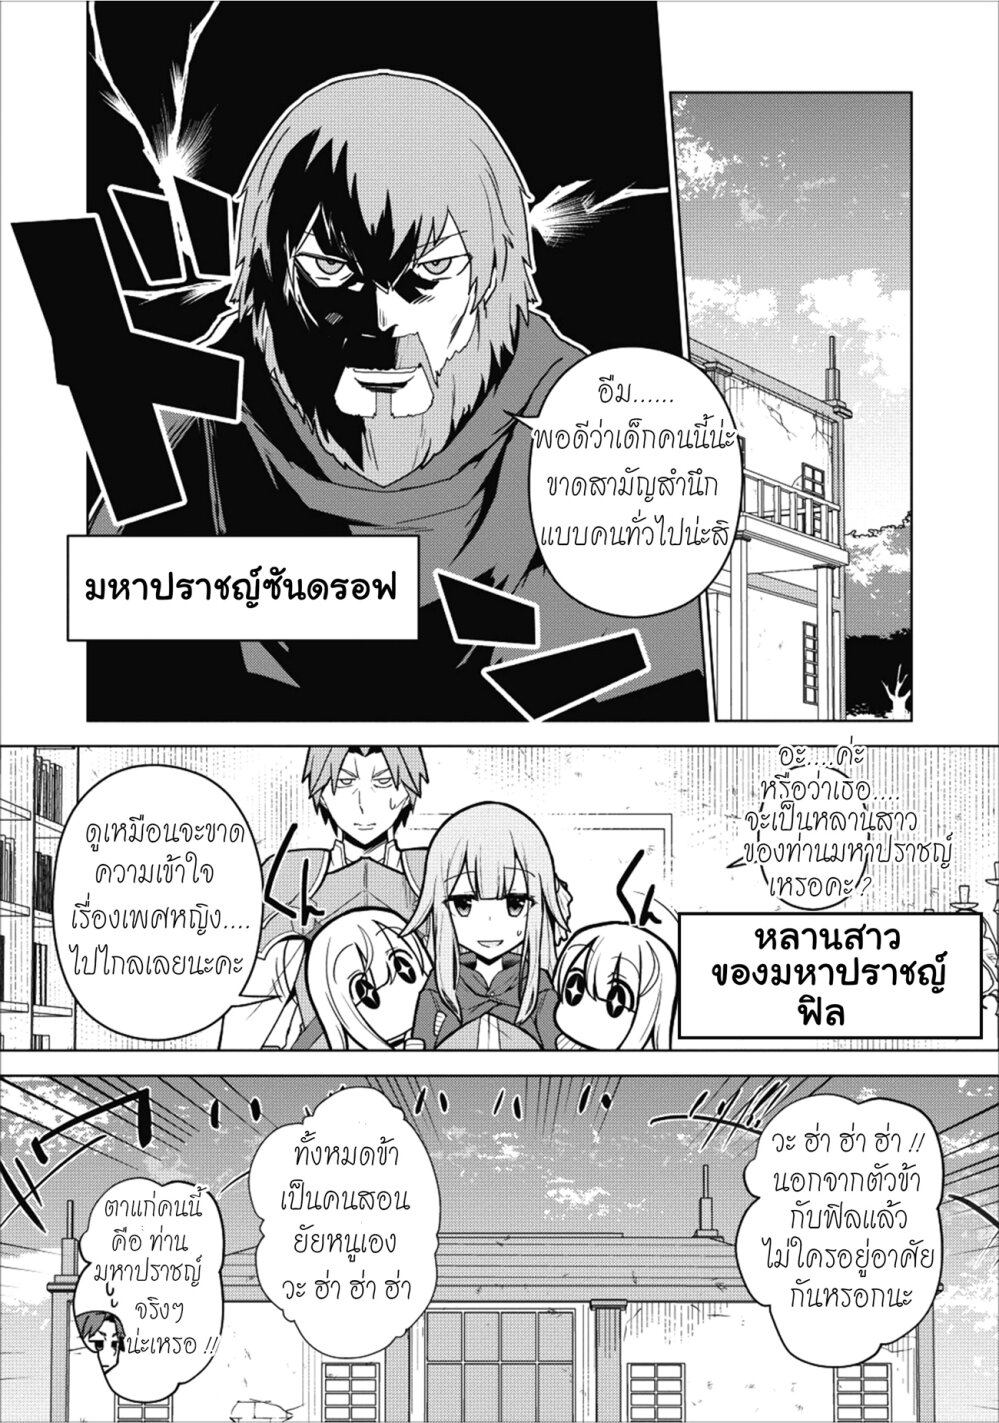 อืม......
พอดีว่าเด็กคนนี้น่ะ
ขาดสามัญสำนึก
แบบคนทั่วไปน่ะสิ
มหาปราชญ์ซันดรอฟ
อะ....ค่ะ
หรือว่าเธอ....
จะเป็นหลานสาว
ของท่านมหาปราชญ์
เหรอคะ?
หลานสาว
ของมหาปราชญ์
ฟิล
ดูเหมือนจะขาด
ความเข้าใจ
เรื่องเพศหญิง....
ไปไกลเลยนะคะ
วะ ฮ่า ฮ่า ฮ่า !!
นอกจากตัวข้า
กับฟิลแล้ว
ไม่ใครอยู่อาศัย
กันหรอกนะ
ทั้งหมดข้า
เป็นคนสอน
ยัยหนูเอง
วะ ฮ่า ฮ่า ฮ่า
ตาแก่คนนี้
คือ ท่าน
มหาปราชญ์
จริงๆ
น่ะเหรอ !!